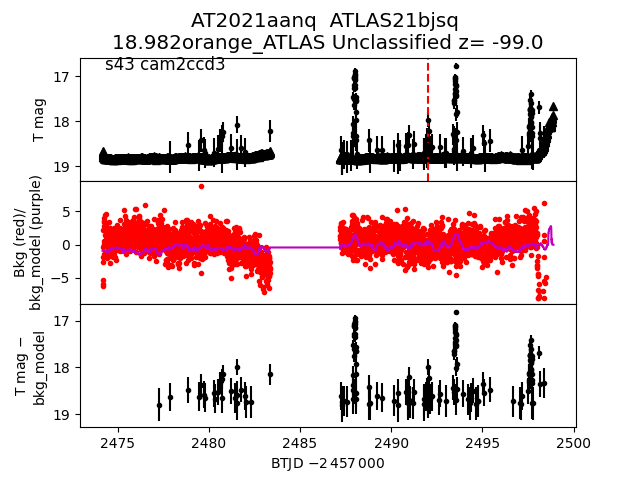 AT2021aanq ATLAS21bjsq
18.982orange_ATLAS Unclassified z= -99.0
s43 cam2ccd3
T mag
17
18
19
Bkg (red)/
bkg_model (purple)
5
0
−5
T mag −
bkg_model
17
18
19
2475
2480
2485
2490
2495
2500
BTJD −2 457 000